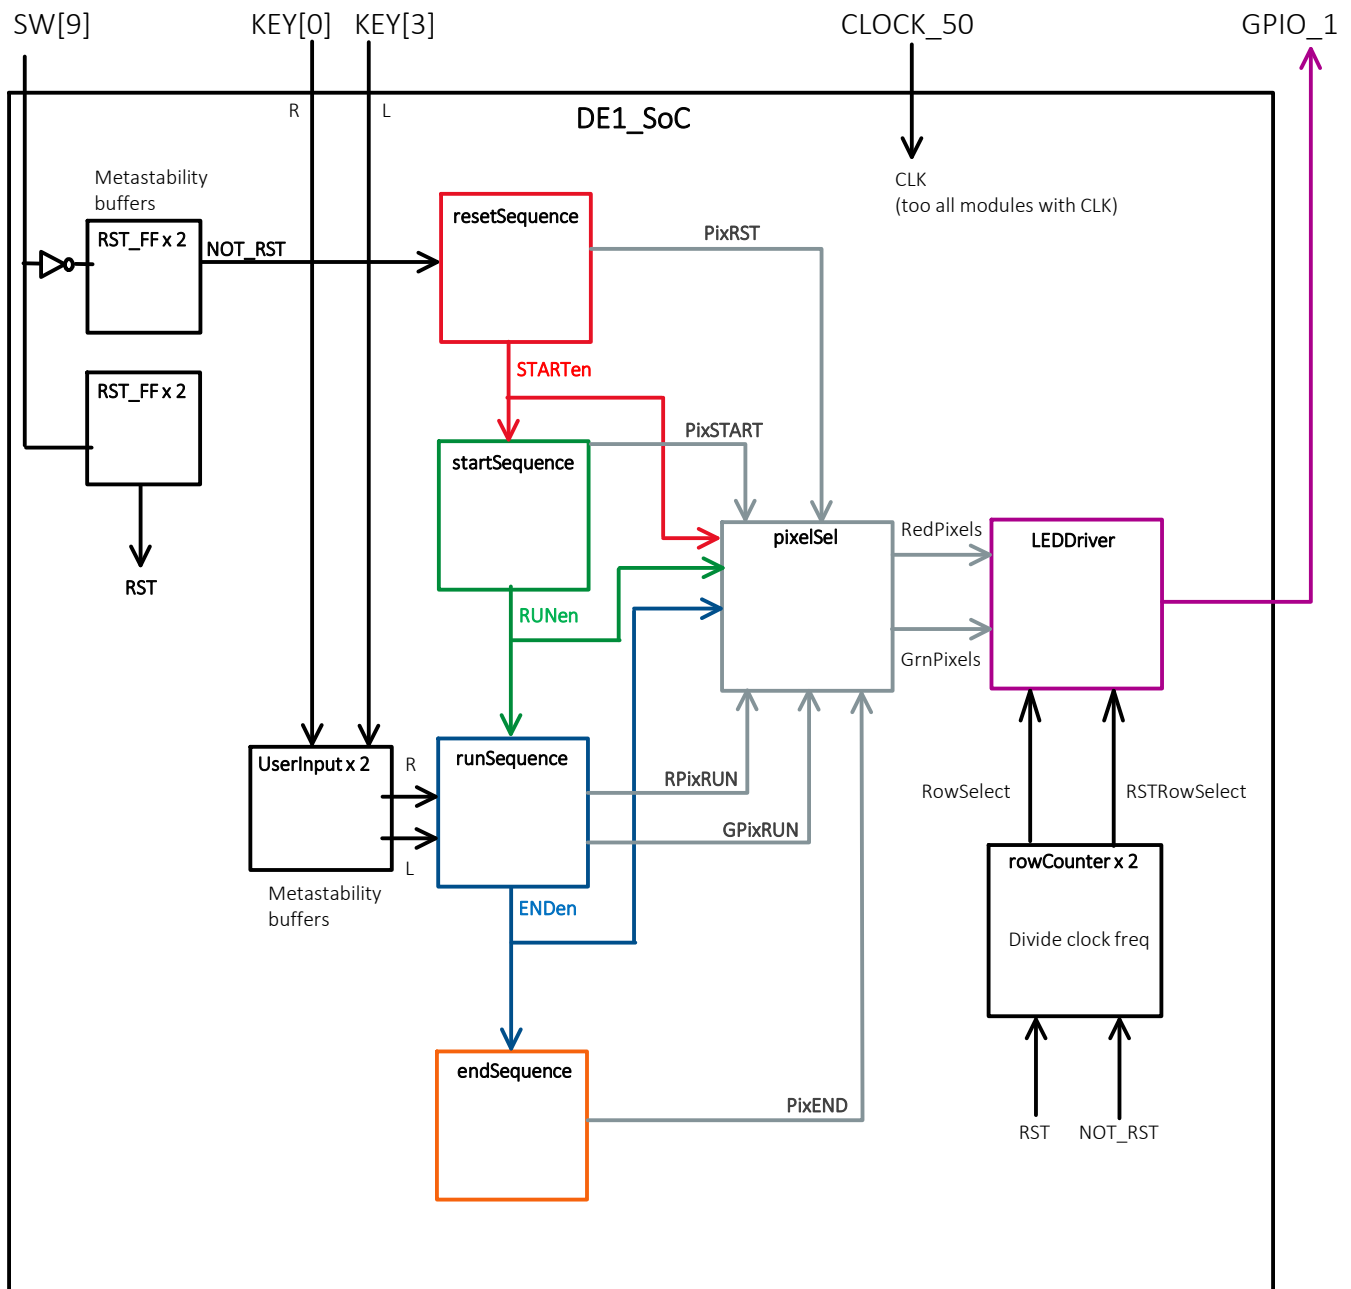 SW[9]
KEY[0]
KEY[3]
CLOCK_50
GPIO_1
R
L
DE1_SoC
Metastability
buffers
CLK
(too all modules with CLK)
RST_FF x 2
NOT_RST
resetSequence
PixRST
STARTen
RST_FF x 2
PixSTART
startSequence
RST
RUNen
pixelSel
RedPixels
GrnPixels
LEDDriver
UserInput x 2
R
L
Metastability
buffers
runSequence
RPixRUN
GPixRUN
ENDen
RowSelect
RSTRowSelect
rowCounter x 2
Divide clock freq
endSequence
PixEND
RST
NOT_RST